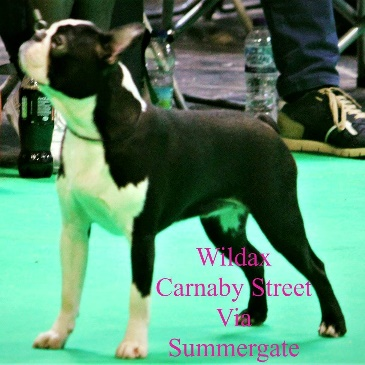 Wildax
Carnaby Street
Via
Summergate